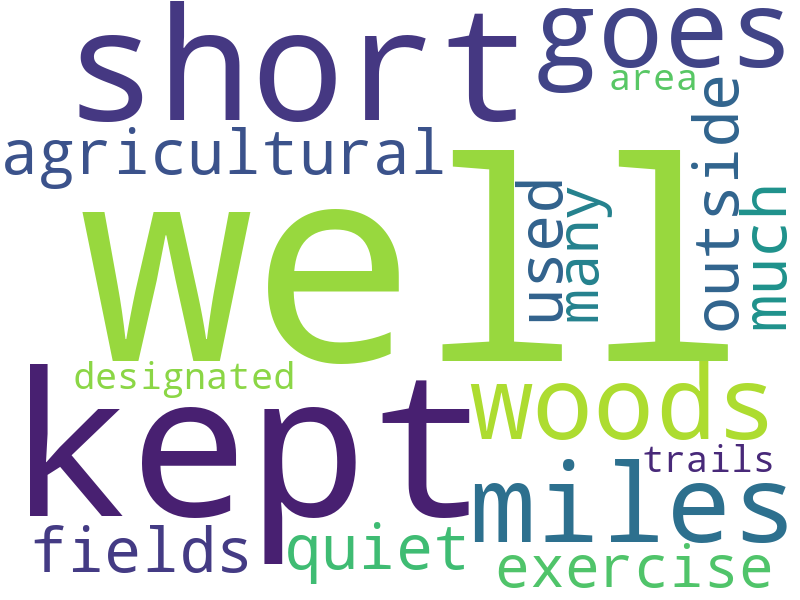 short
goes
area
agricultural
well
used
many
outside
much
designated
kept
woods
trails
miles
fields
quiet
exercise